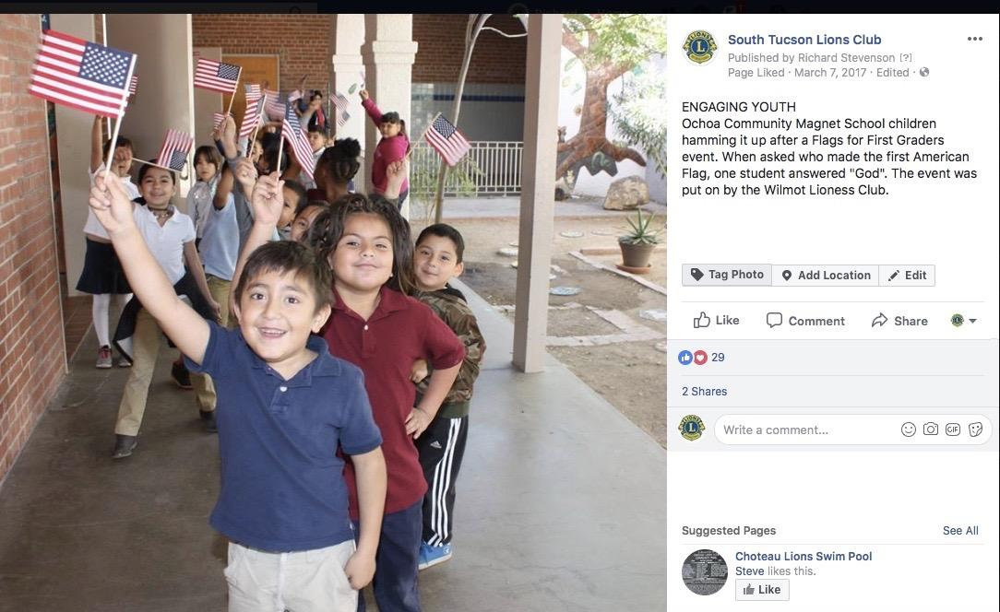 South Tucson Lions Club
Published by Richard Stevenson [?]
Page Liked · March 7, 2017 · Edited ·
ENGAGING YOUTH
Ochoa Community Magnet School children
hamming it up after a Flags for First Graders
event. When asked who made the first American
Flag, one student answered "God". The event was
put on by the Wilmot Lioness Club.
Tag Photo
Add Location
Edit
Like
Comment
Share
29
2 Shares
Write a comment...
GIF
Suggested Pages
See All
Choteau Lions Swim Pool
Steve likes this.
Like